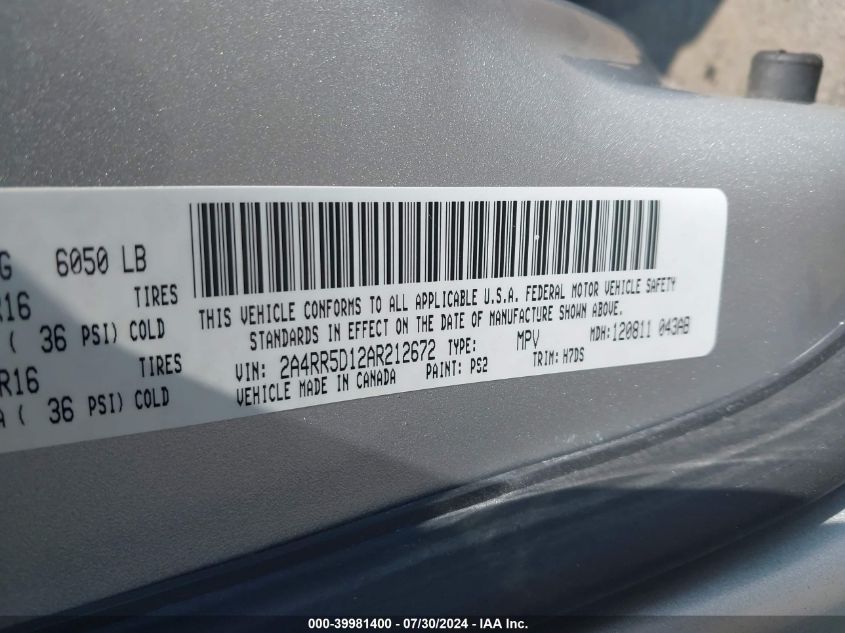 G 6050 LB
R16 TIRES
( 36 PSI) COLD
R16 TIRES
A ( 36 PSI) COLD
THIS VEHICLE CONFORMS TO ALL APPLICABLE U.S.A. FEDERAL MOTOR VEHICLE SAFETY
STANDARDS IN EFFECT ON THE DATE OF MANUFACTURE SHOWN ABOVE.
VIN: 2A4RR5D12AR212672 TYPE: MPV MDH:120811 043AB
VEHICLE MADE IN CANADA PAINT: PS2 TRIM: H7DS
000-39981400 - 07/30/2024 - IAA Inc.